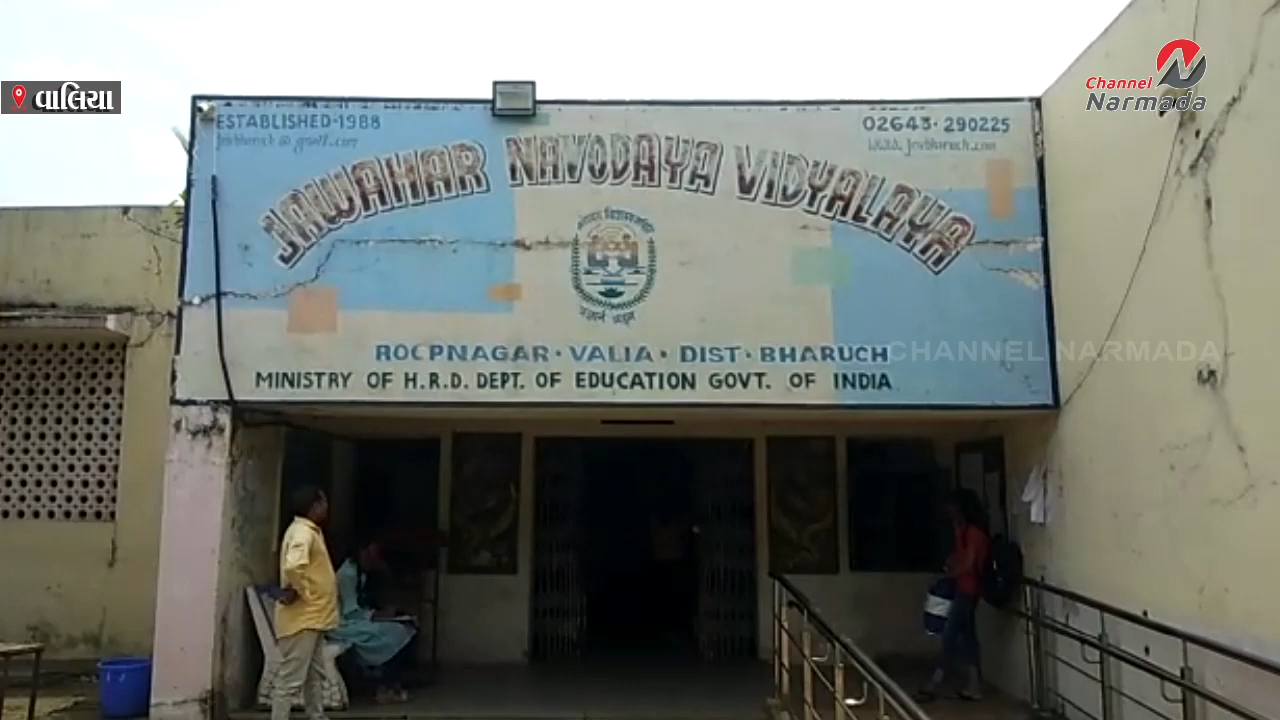 વાલિયા
Channel
Narmada
ESTABLISHED-1988
02643-290225
JAWAHAR NAVODAYA VIDYALAYA
ROOPNAGAR · VALIA · DIST · BHARUCH
MINISTRY OF H.R.D. DEPT. OF EDUCATION GOVT. OF INDIA
CHANNEL NARMADA